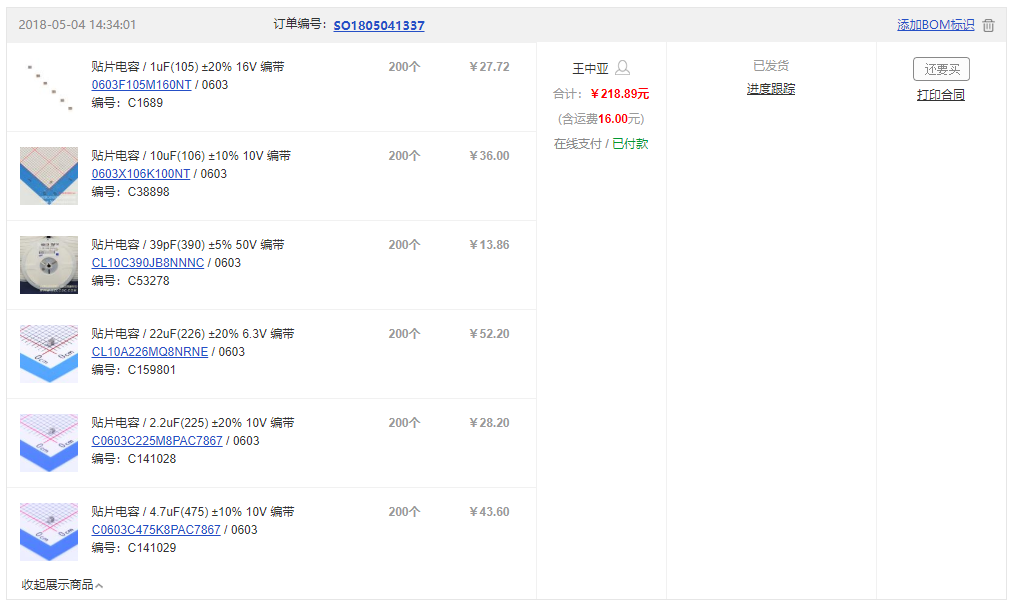 2018-05-04 14:34:01 订单编号： SO1805041337 添加BOM标识
贴片电容 / 1uF(105) ±20% 16V 编带 200个 ￥27.72
0603F105M160NT / 0603
编号： C1689
王中亚
合计：￥218.89元
(含运费16.00元)
在线支付 / 已付款
已发货
进度跟踪
还要买
打印合同
贴片电容 / 10uF(106) ±10% 10V 编带 200个 ￥36.00
0603X106K100NT / 0603
编号： C38898
贴片电容 / 39pF(390) ±5% 50V 编带 200个 ￥13.86
CL10C390JB8NNNC / 0603
编号： C53278
贴片电容 / 22uF(226) ±20% 6.3V 编带 200个 ￥52.20
CL10A226MQ8NRNE / 0603
编号： C159801
贴片电容 / 2.2uF(225) ±20% 10V 编带 200个 ￥28.20
C0603C225M8PAC7867 / 0603
编号： C141028
贴片电容 / 4.7uF(475) ±10% 10V 编带 200个 ￥43.60
C0603C475K8PAC7867 / 0603
编号： C141029
收起展示商品